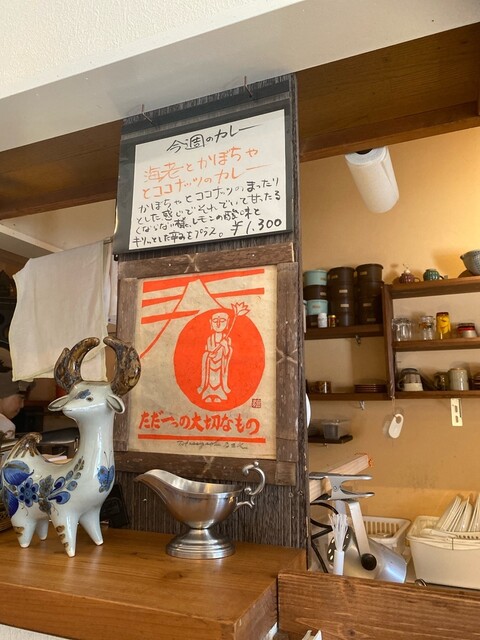 今週のカレー
海老とかぼちゃ
とココナッツのカレー
かぼちゃとココナッツの、まったり
とした感じでそれでいて甘ったる
くならない様、レモンの酸味と
キリッとした辛みをプラス。 ¥1,300
ただ一つの大切なもの